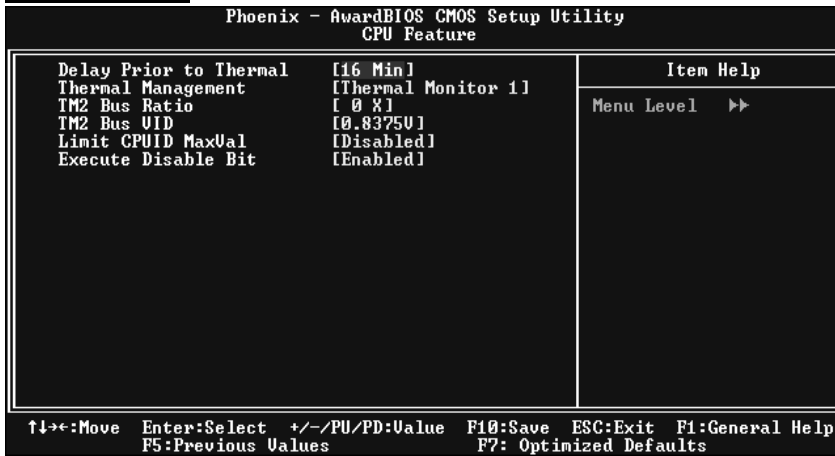 Phoenix - AwardBIOS CMOS Setup Utility
CPU Feature
Delay Prior to Thermal [16 Min]
Thermal Management [Thermal Monitor 1]
TM2 Bus Ratio [ 0 X]
TM2 Bus VID [0.8375V]
Limit CPUID MaxVal [Disabled]
Execute Disable Bit [Enabled]
Item Help
Menu Level ▶▶
↑↓→←:Move Enter:Select +/-/PU/PD:Value F10:Save ESC:Exit F1:General Help
F5:Previous Values F7: Optimized Defaults